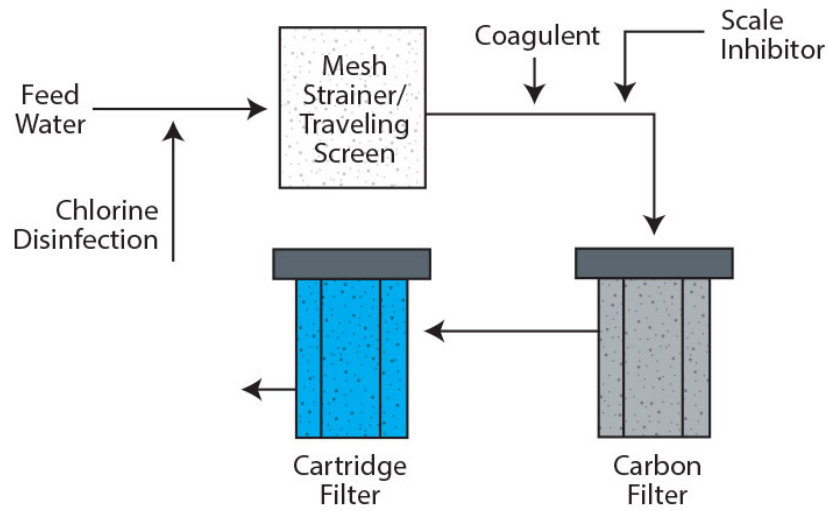 Feed
Water
Chlorine
Disinfection
Mesh
Strainer/
Traveling
Screen
Coagulent
Scale
Inhibitor
Cartridge
Filter
Carbon
Filter